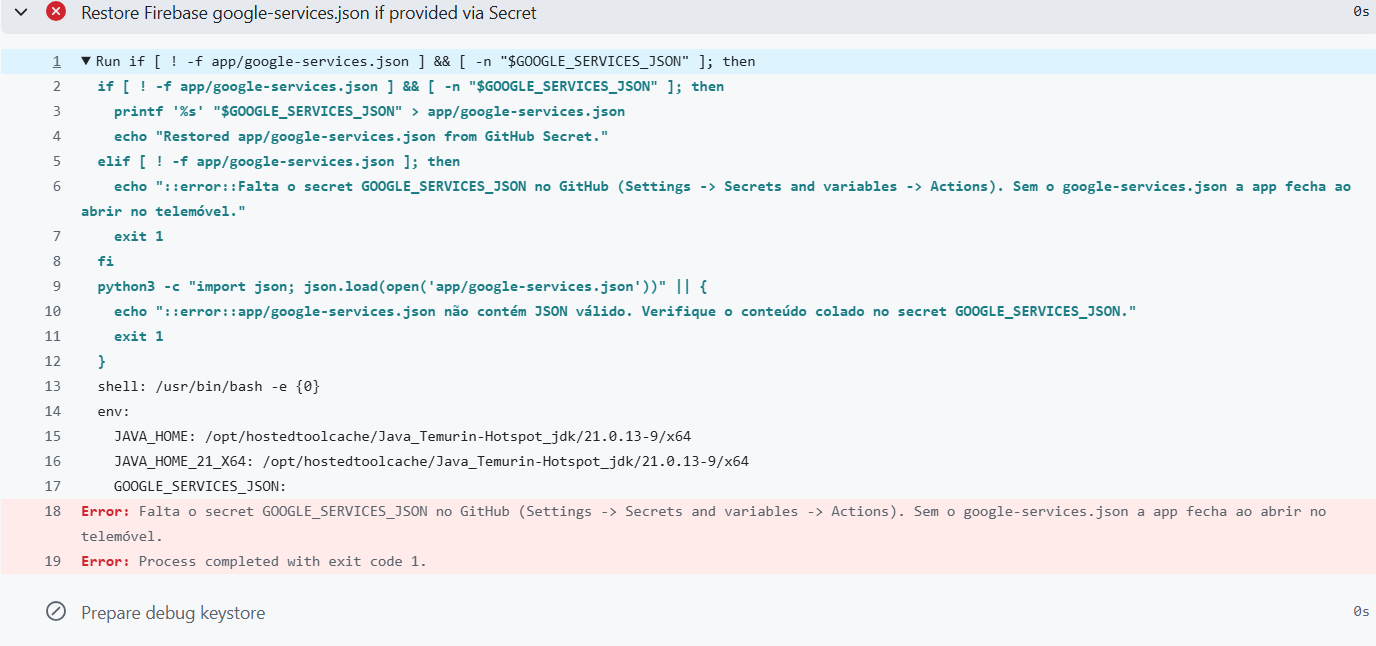 Restore Firebase google-services.json if provided via Secret 0s
1 ▼ Run if [ ! -f app/google-services.json ] && [ -n "$GOOGLE_SERVICES_JSON" ]; then
2 if [ ! -f app/google-services.json ] && [ -n "$GOOGLE_SERVICES_JSON" ]; then
3 printf '%s' "$GOOGLE_SERVICES_JSON" > app/google-services.json
4 echo "Restored app/google-services.json from GitHub Secret."
5 elif [ ! -f app/google-services.json ]; then
6 echo "::error::Falta o secret GOOGLE_SERVICES_JSON no GitHub (Settings -> Secrets and variables -> Actions). Sem o google-services.json a app fecha ao
abrir no telemóvel."
7 exit 1
8 fi
9 python3 -c "import json; json.load(open('app/google-services.json'))" || {
10 echo "::error::app/google-services.json não contém JSON válido. Verifique o conteúdo colado no secret GOOGLE_SERVICES_JSON."
11 exit 1
12 }
13 shell: /usr/bin/bash -e {0}
14 env:
15 JAVA_HOME: /opt/hostedtoolcache/Java_Temurin-Hotspot_jdk/21.0.13-9/x64
16 JAVA_HOME_21_X64: /opt/hostedtoolcache/Java_Temurin-Hotspot_jdk/21.0.13-9/x64
17 GOOGLE_SERVICES_JSON:
18 Error: Falta o secret GOOGLE_SERVICES_JSON no GitHub (Settings -> Secrets and variables -> Actions). Sem o google-services.json a app fecha ao abrir no
telemóvel.
19 Error: Process completed with exit code 1.
Prepare debug keystore 0s